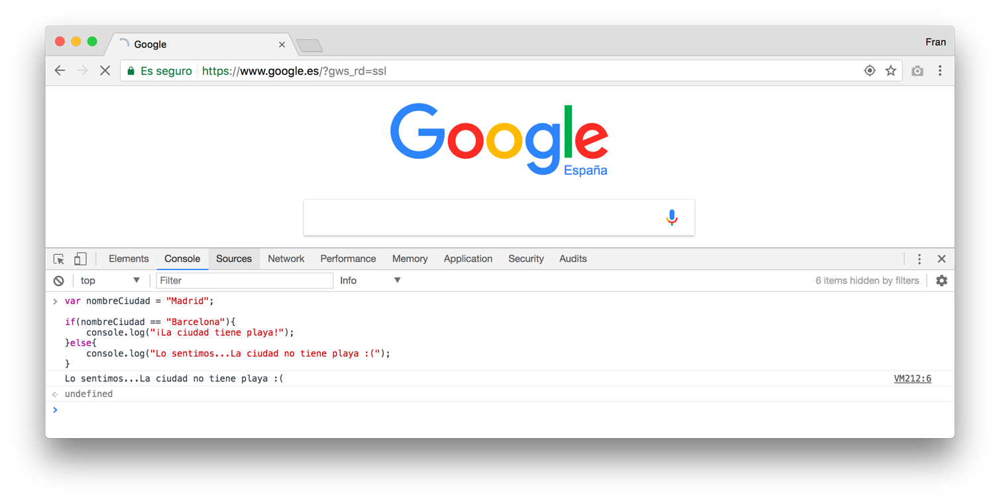 Google
Fran
Es seguro https://www.google.es/?gws_rd=ssl
Google
España
Elements Console Sources Network Performance Memory Application Security Audits
top Filter Info 6 items hidden by filters
var nombreCiudad = "Madrid";
if(nombreCiudad == "Barcelona"){
console.log("¡La ciudad tiene playa!");
}else{
console.log("Lo sentimos...La ciudad no tiene playa :(");
}
Lo sentimos...La ciudad no tiene playa :( VM212:6
undefined